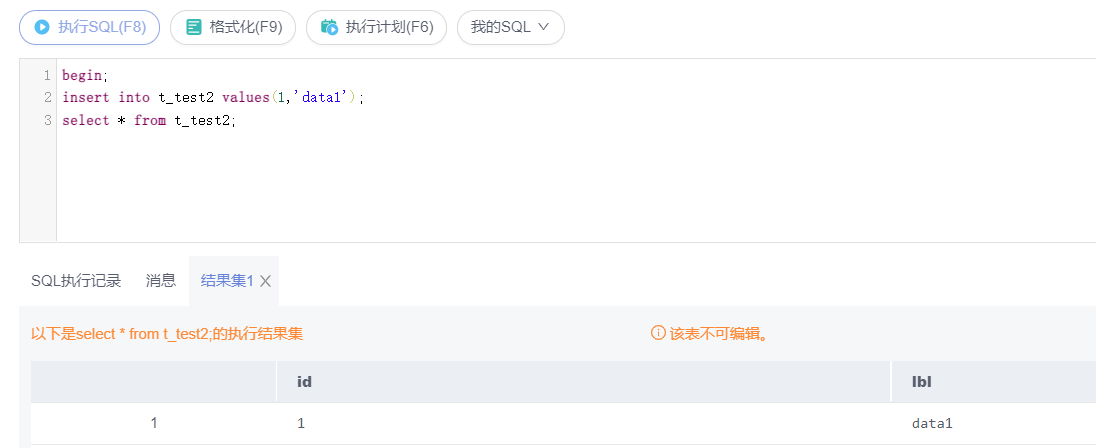 执行SQL(F8) 格式化(F9) 执行计划(F6) 我的SQL
1 begin;
2 insert into t_test2 values(1,'data1');
3 select * from t_test2;
SQL执行记录 消息 结果集1
以下是select * from t_test2;的执行结果集 该表不可编辑。
id lbl
1 1 data1